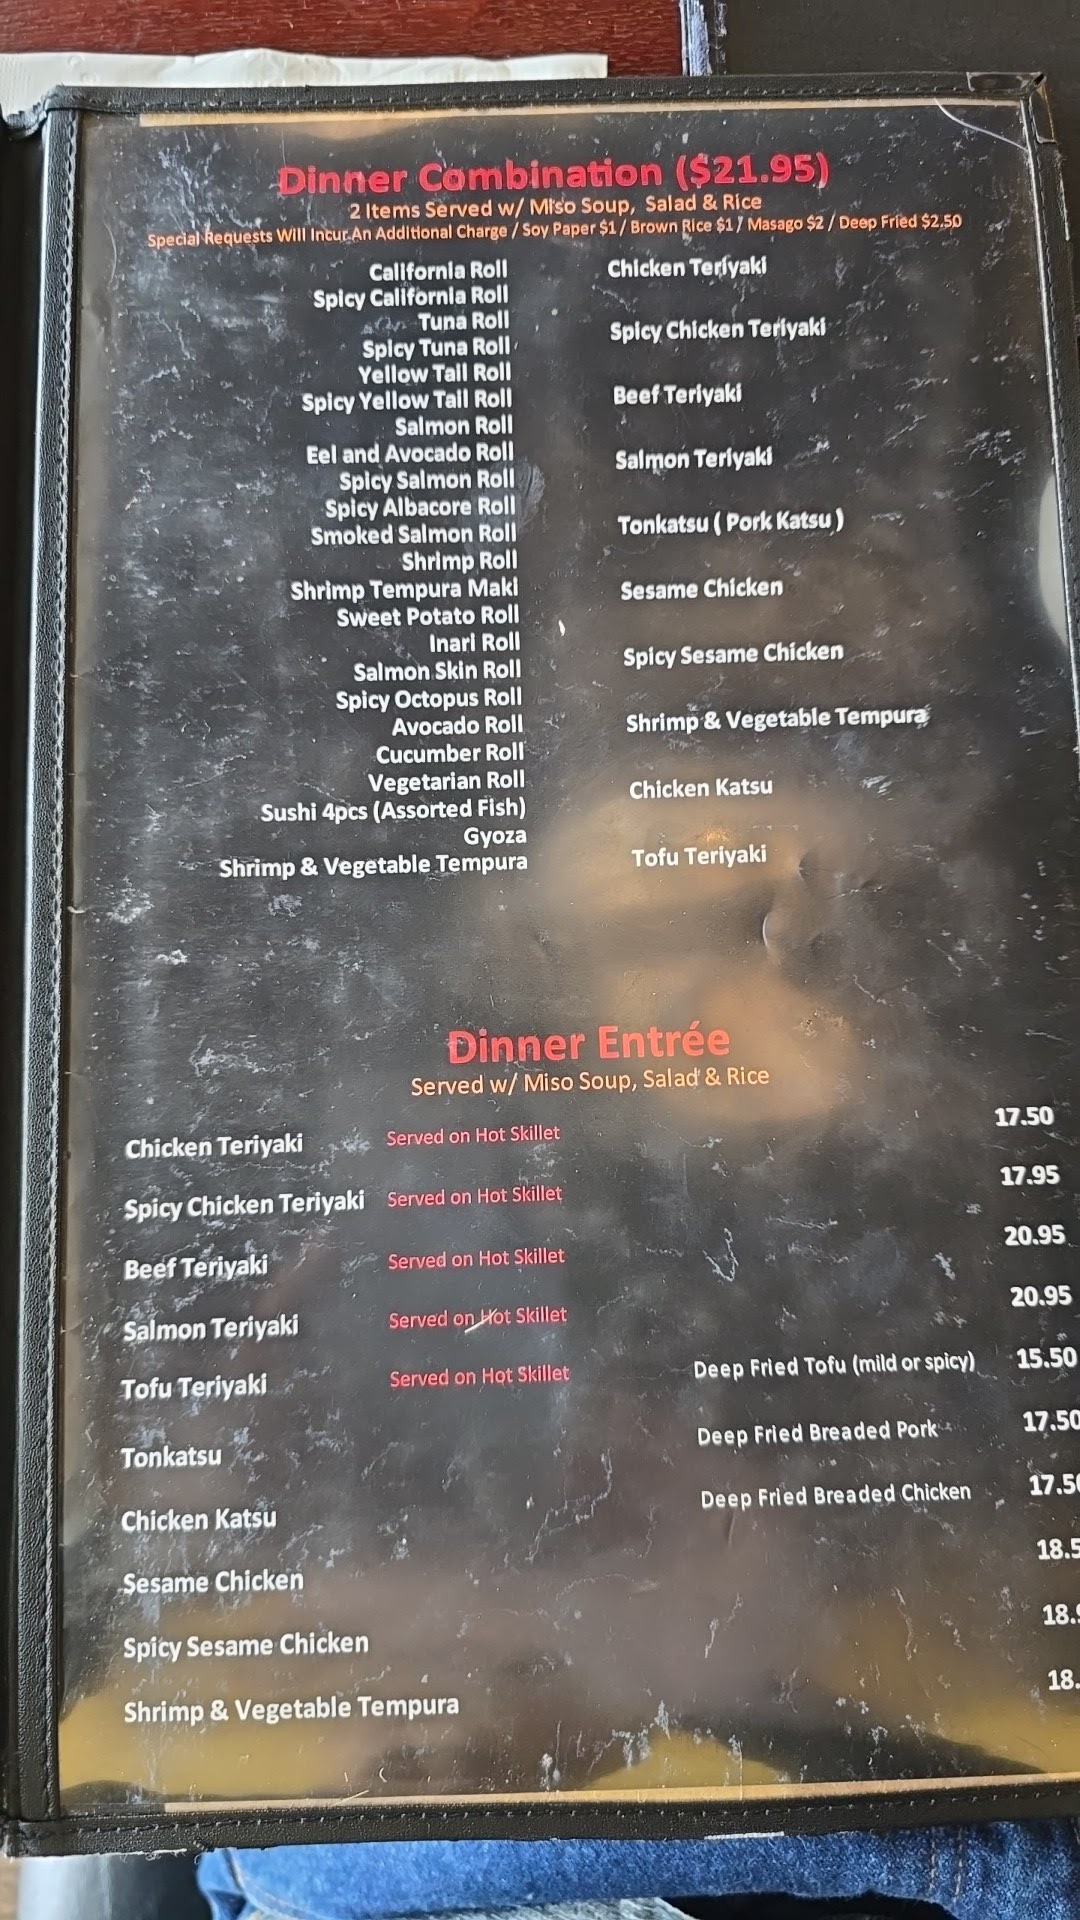 Dinner Combination ($21.95)
2 Items Served w/ Miso Soup, Salad & Rice
Special Requests Will Incur An Additional Charge / Soy Paper $1 / Brown Rice $1 / Masago $2 / Deep Fried $2.50
California Roll
Spicy California Roll
Tuna Roll
Spicy Tuna Roll
Yellow Tail Roll
Spicy Yellow Tail Roll
Salmon Roll
Eel and Avocado Roll
Spicy Salmon Roll
Spicy Albacore Roll
Smoked Salmon Roll
Shrimp Roll
Shrimp Tempura Maki
Sweet Potato Roll
Inari Roll
Salmon Skin Roll
Spicy Octopus Roll
Avocado Roll
Cucumber Roll
Vegetarian Roll
Sushi 4pcs (Assorted Fish)
Gyoza
Shrimp & Vegetable Tempura
Chicken Teriyaki
Spicy Chicken Teriyaki
Beef Teriyaki
Salmon Teriyaki
Tonkatsu ( Pork Katsu )
Sesame Chicken
Spicy Sesame Chicken
Shrimp & Vegetable Tempura
Chicken Katsu
Tofu Teriyaki
Dinner Entrée
Served w/ Miso Soup, Salad & Rice
Chicken Teriyaki Served on Hot Skillet 17.50
Spicy Chicken Teriyaki Served on Hot Skillet 17.95
Beef Teriyaki Served on Hot Skillet 20.95
Salmon Teriyaki Served on Hot Skillet 20.95
Tofu Teriyaki Served on Hot Skillet Deep Fried Tofu (mild or spicy) 15.50
Tonkatsu Deep Fried Breaded Pork 17.50
Chicken Katsu Deep Fried Breaded Chicken 17.50
Sesame Chicken 18.5
Spicy Sesame Chicken
Shrimp & Vegetable Tempura 18.